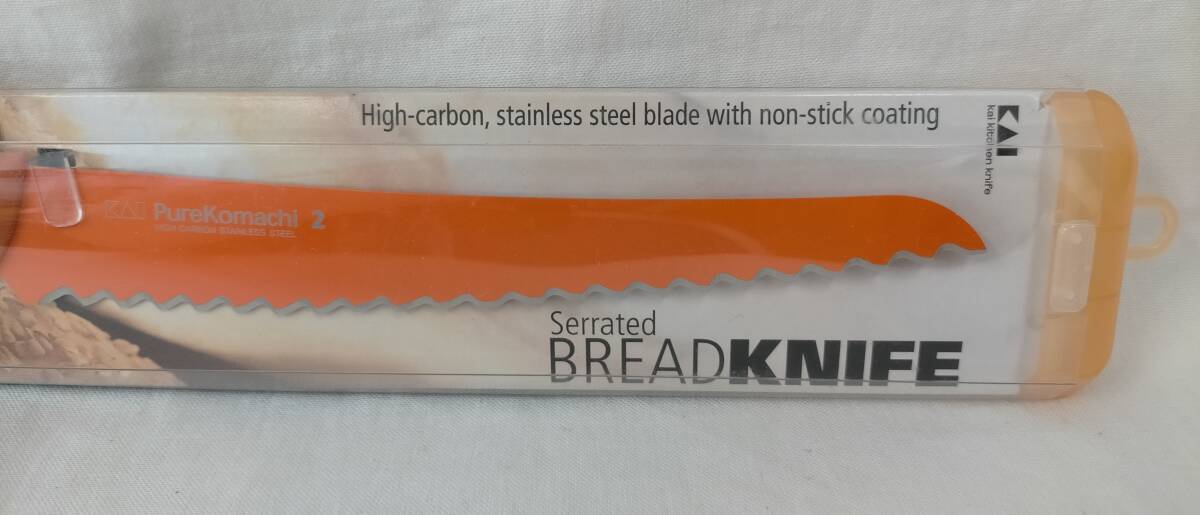 High-carbon, stainless steel blade with non-stick coating
KAI
kai kitchen knife
KAI PureKomachi 2
HIGH CARBON STAINLESS STEEL
Serrated
BREADKNIFE